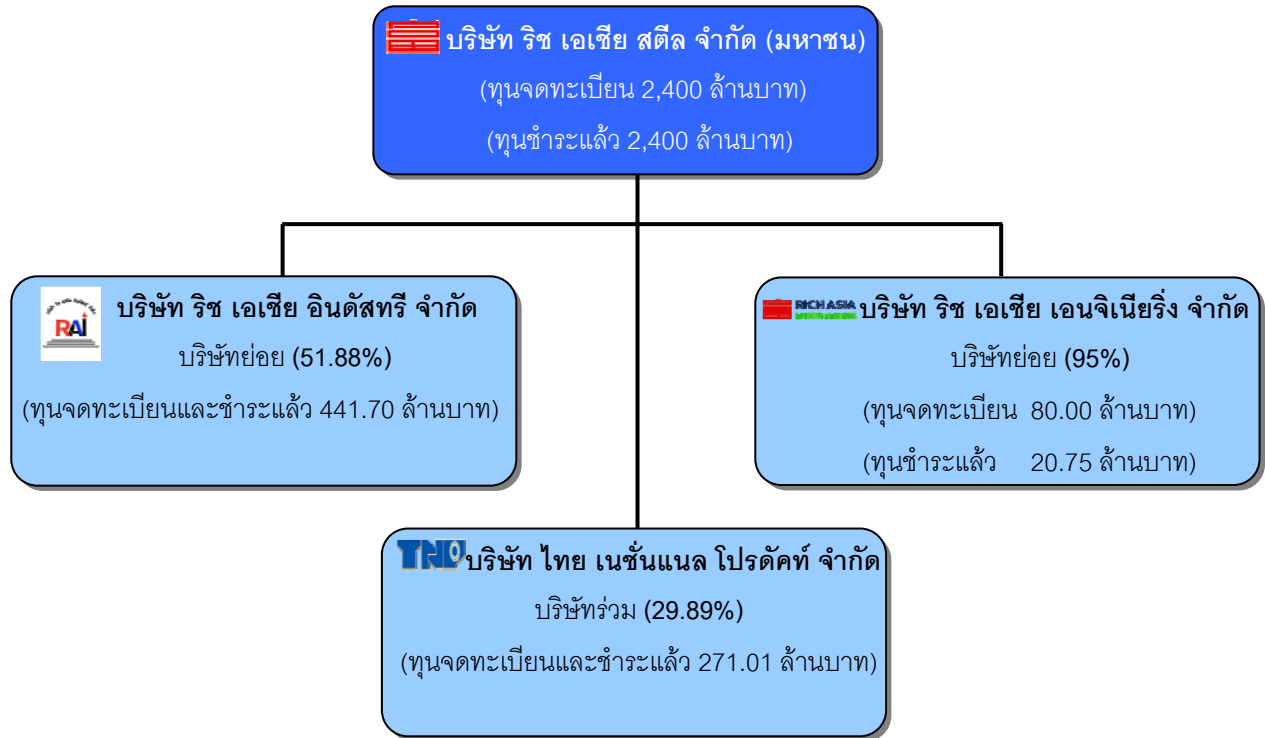 บริษัท ริช เอเชีย สตีล จำกัด (มหาชน)
(ทุนจดทะเบียน 2,400 ล้านบาท)
(ทุนชำระแล้ว 2,400 ล้านบาท)
RAI
บริษัท ริช เอเชีย อินดัสทรี จำกัด
บริษัทย่อย (51.88%)
(ทุนจดทะเบียนและชำระแล้ว 441.70 ล้านบาท)
RICH ASIA
บริษัท ริช เอเชีย เอนจิเนียริ่ง จำกัด
บริษัทย่อย (95%)
(ทุนจดทะเบียน 80.00 ล้านบาท)
(ทุนชำระแล้ว 20.75 ล้านบาท)
TNP บริษัท ไทย เนชั่นแนล โปรดัคท์ จำกัด
บริษัทร่วม (29.89%)
(ทุนจดทะเบียนและชำระแล้ว 271.01 ล้านบาท)